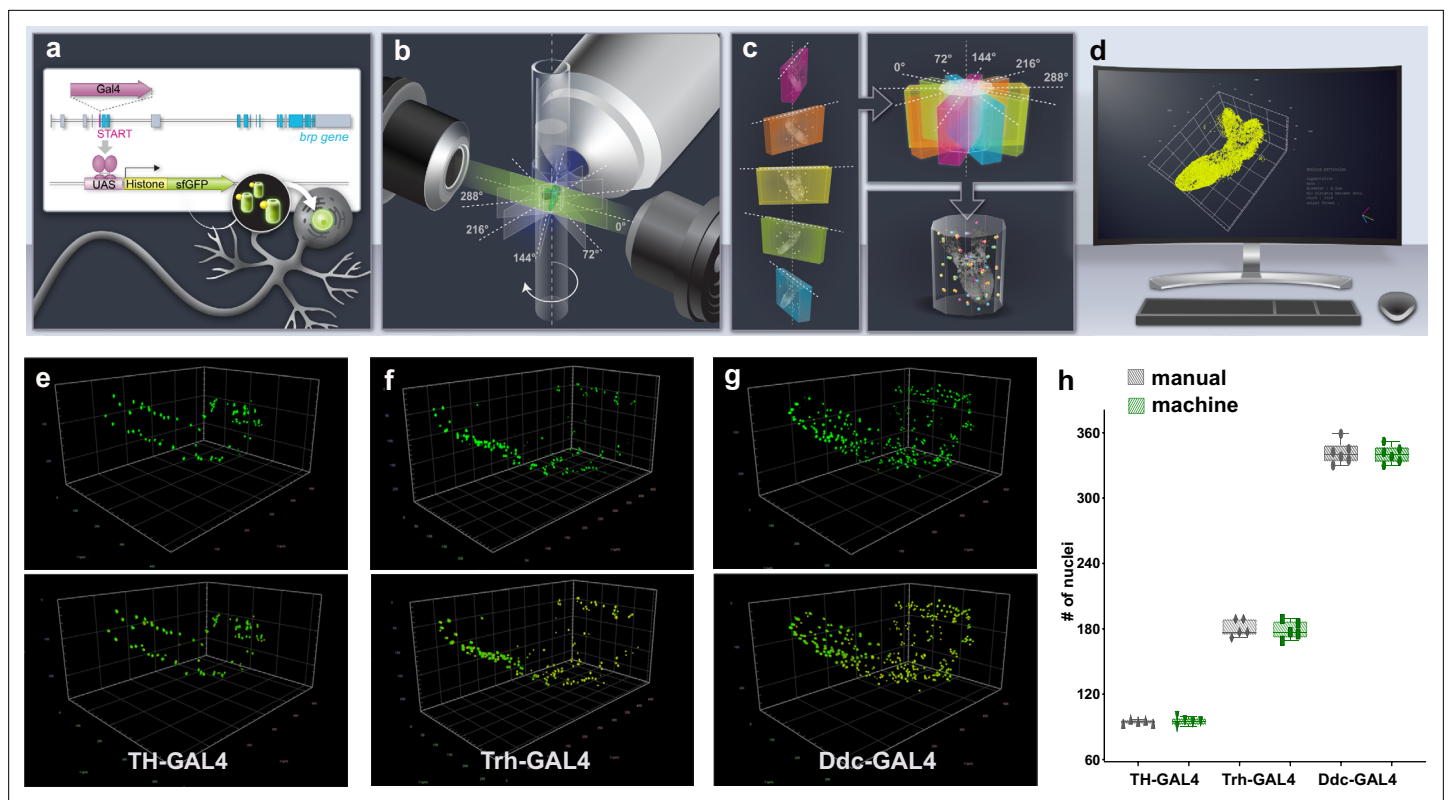 a
Gal4
START
brp gene
UAS
Histone
sfGFP
b
288°
216°
144°
72°
0°
c
0°
72°
144°
216°
288°
d
e
f
g
TH-GAL4
Trh-GAL4
Ddc-GAL4
h
manual
machine
# of nuclei
360
300
240
180
120
60
TH-GAL4
Trh-GAL4
Ddc-GAL4